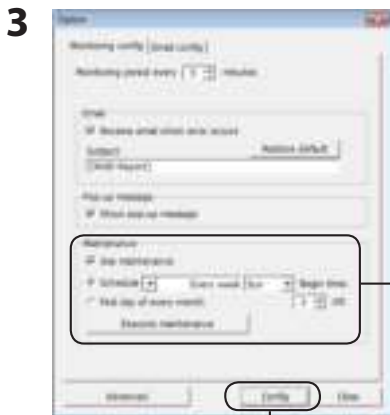 3
Option
Monitoring config Email config
Monitoring period every minutes
Email
Receive email when error occurs
Subject
Restore default
Pop-up message
Show pop-up message
Maintenance
Use maintenance
Schedule Every week Sun Begin time
First day of every month
Execute maintenance
Advanced Config Close